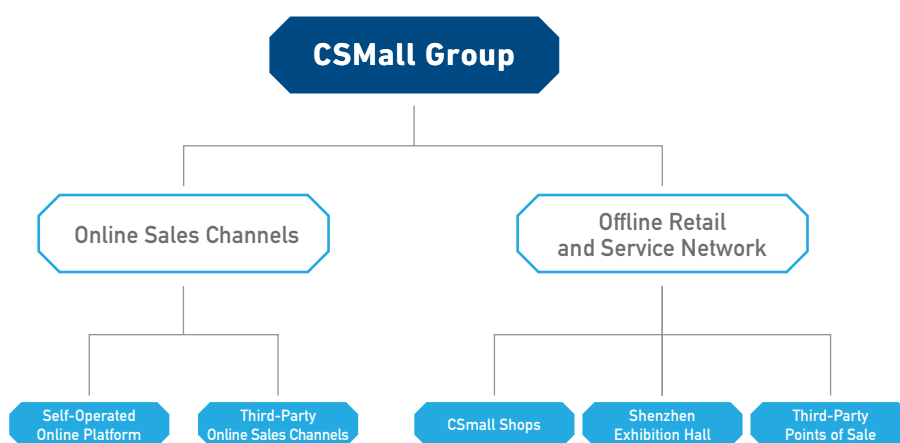 CSMall Group
Online Sales Channels
Offline Retail
and Service Network
Self-Operated
Online Platform
Third-Party
Online Sales Channels
CSmall Shops
Shenzhen
Exhibition Hall
Third-Party
Points of Sale